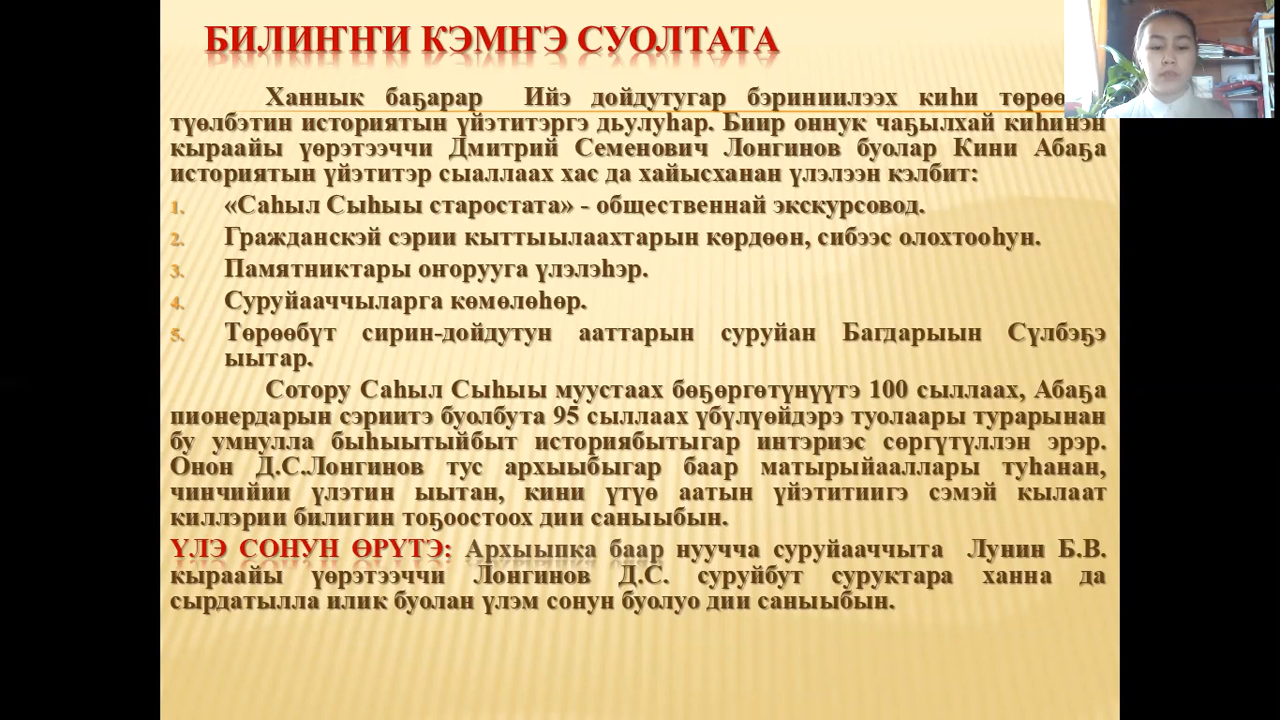 БИЛИҤҤИ КЭМҤЭ СУОЛТАТА
Ханнык баҕарар Ийэ дойдутугар бэриниилээх киһи
түөлбэтин историятын үйэтитэргэ дьулуһар. Биир оннук чаҕылхай киһинэн
кыраайы үөрэтээччи Дмитрий Семенович Лонгинов буолар Кини Абаҕа
историятын үйэтитэр сыаллаах хас да хайысханан үлэлээн кэлбит:
1. «Саһыл Сыһыы старостата» - общественнай экскурсовод.
2. Гражданскэй сэрии кыттыылаахтарын көрдөөн, сибээс олохтооһун.
3. Памятниктары оҥорууга үлэлэһэр.
4. Суруйааччыларга көмөлөһөр.
5. Төрөөбүт сирин-дойдутун ааттарын суруйан Багдарыын Сүлбэҕэ
ыытар.
Сотору Саһыл Сыһыы муустаах бөҕөргөтүнүүтэ 100 сыллаах, Абаҕа
пионердарын сэриитэ буолбута 95 сыллаах үбүлүөйдэрэ туолаары турарынан
бу умнулла быһыытыйбыт историябытыгар интэриэс сөргүтүллэн эрэр.
Онон Д.С.Лонгинов тус архыыбыгар баар матырыйааллары туһанан,
чинчийии үлэтин ыытан, кини үтүө аатын үйэтитиигэ сэмэй кылаат
киллэрии билигин тоҕоостоох дии саныыбын.
ҮЛЭ СОНУН ӨРҮТЭ: Архыыпка баар нуучча суруйааччыта Лунин Б.В.
кыраайы үөрэтээччи Лонгинов Д.С. суруйбут суруктара ханна да
сырдатылла илик буолан үлэм сонун буолуо дии саныыбын.